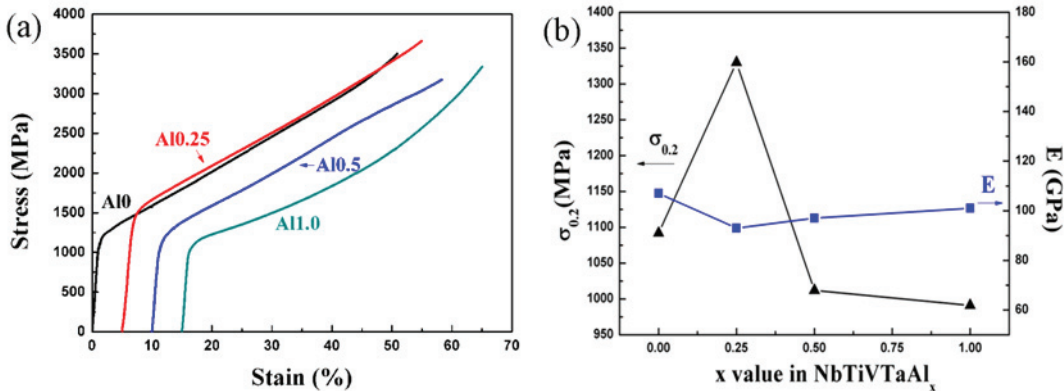 (a)
Stress (MPa)
4000
3500
3000
2500
2000
1500
1000
500
0
Al0
Al0.25
Al0.5
Al1.0
0 10 20 30 40 50 60 70
Stain (%)
(b)
σ0.2 (MPa)
1400
1350
1300
1250
1200
1150
1100
1050
1000
950
σ0.2
E
180
160
140
120
100
80
60
E (GPa)
0.00 0.25 0.50 0.75 1.00
x value in NbTiVTaAlx